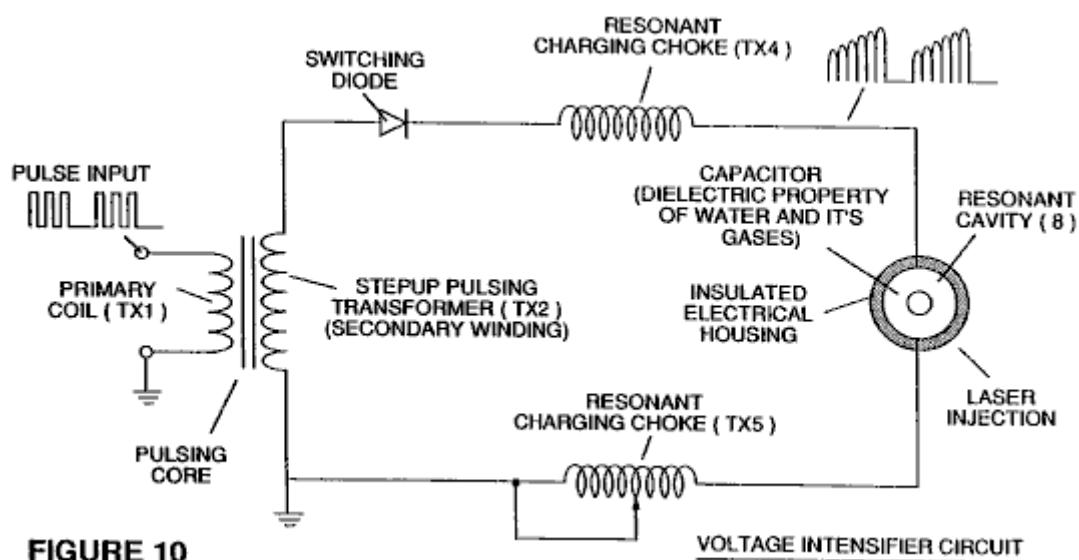 RESONANT
CHARGING CHOKE (TX4)
SWITCHING
DIODE
PULSE INPUT
CAPACITOR
(DIELECTRIC PROPERTY
OF WATER AND IT'S
GASES)
RESONANT
CAVITY (8)
PRIMARY
COIL (TX1)
STEPUP PULSING
TRANSFORMER (TX2)
(SECONDARY WINDING)
INSULATED
ELECTRICAL
HOUSING
LASER
INJECTION
RESONANT
CHARGING CHOKE (TX5)
PULSING
CORE
FIGURE 10
VOLTAGE INTENSIFIER CIRCUIT